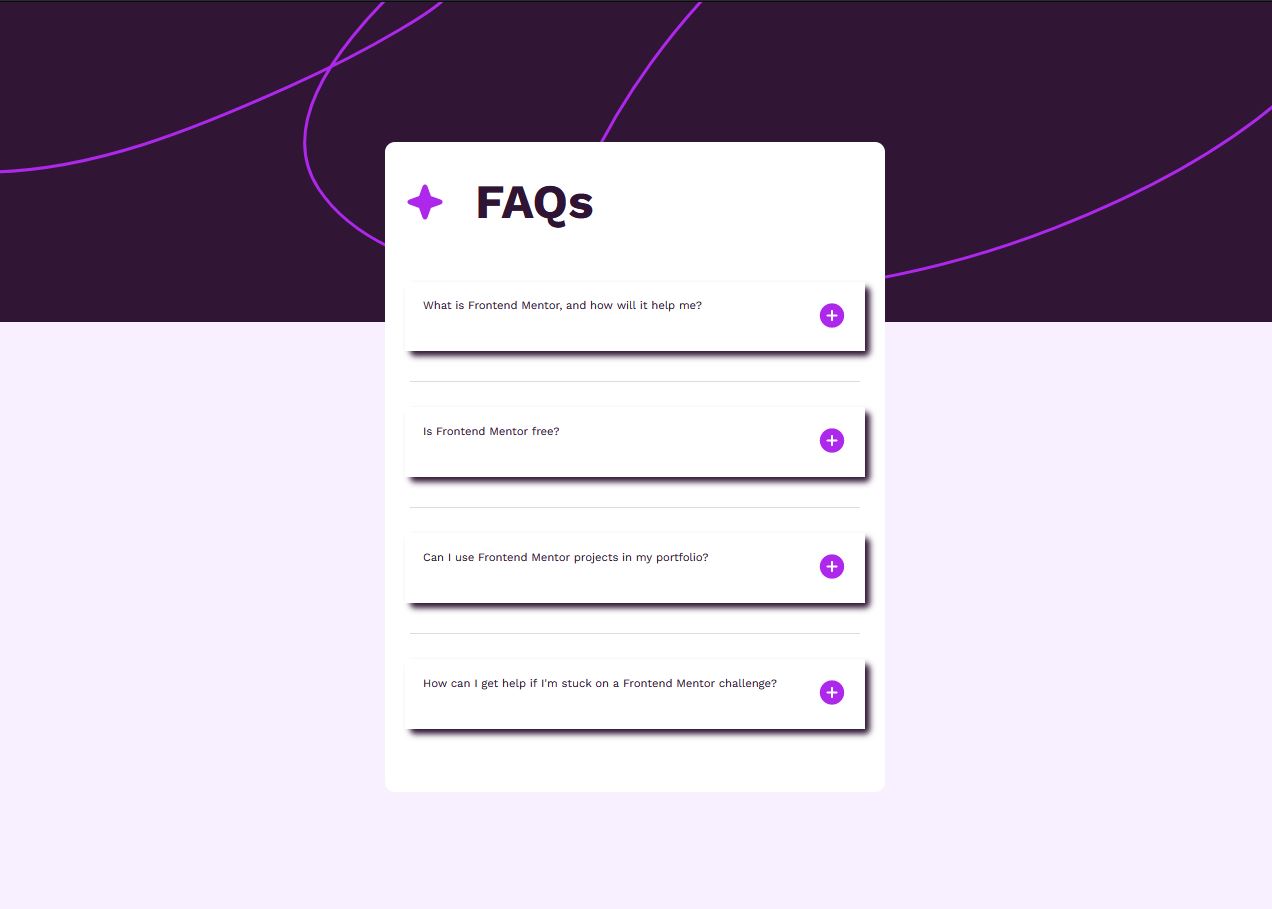 FAQs
What is Frontend Mentor, and how will it help me?
Is Frontend Mentor free?
Can I use Frontend Mentor projects in my portfolio?
How can I get help if I'm stuck on a Frontend Mentor challenge?